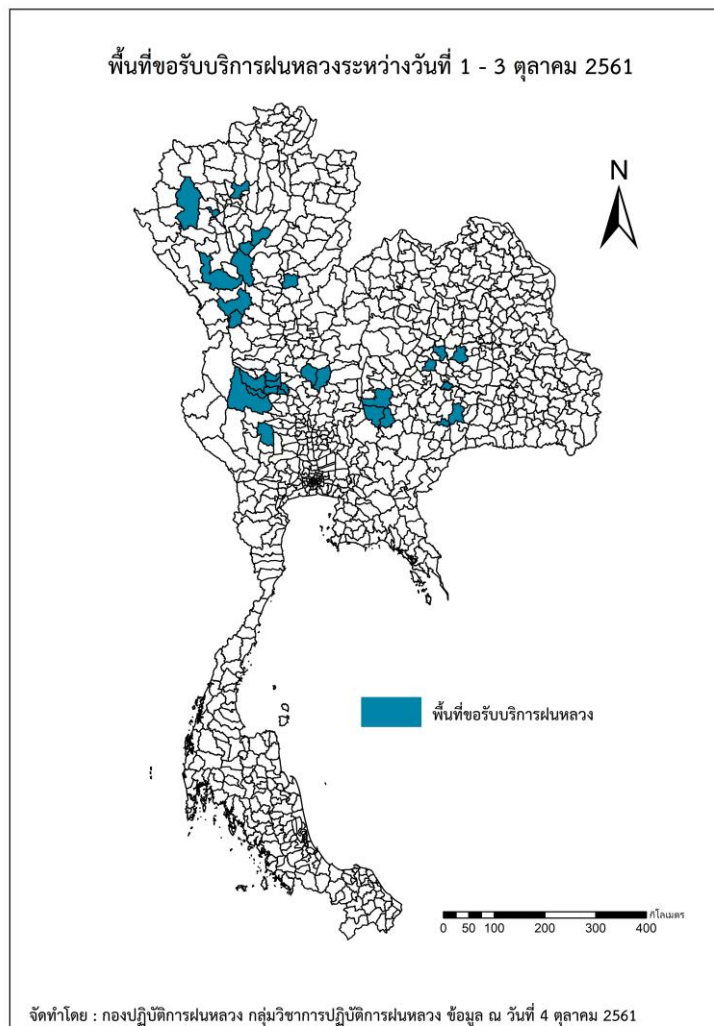 พื้นที่ขอรับบริการฝนหลวงระหว่างวันที่ 1 - 3 ตุลาคม 2561
N
พื้นที่ขอรับบริการฝนหลวง
กิโลเมตร
0 50 100 200 300 400
จัดทำโดย : กองปฏิบัติการฝนหลวง กลุ่มวิชาการปฏิบัติการฝนหลวง ข้อมูล ณ วันที่ 4 ตุลาคม 2561